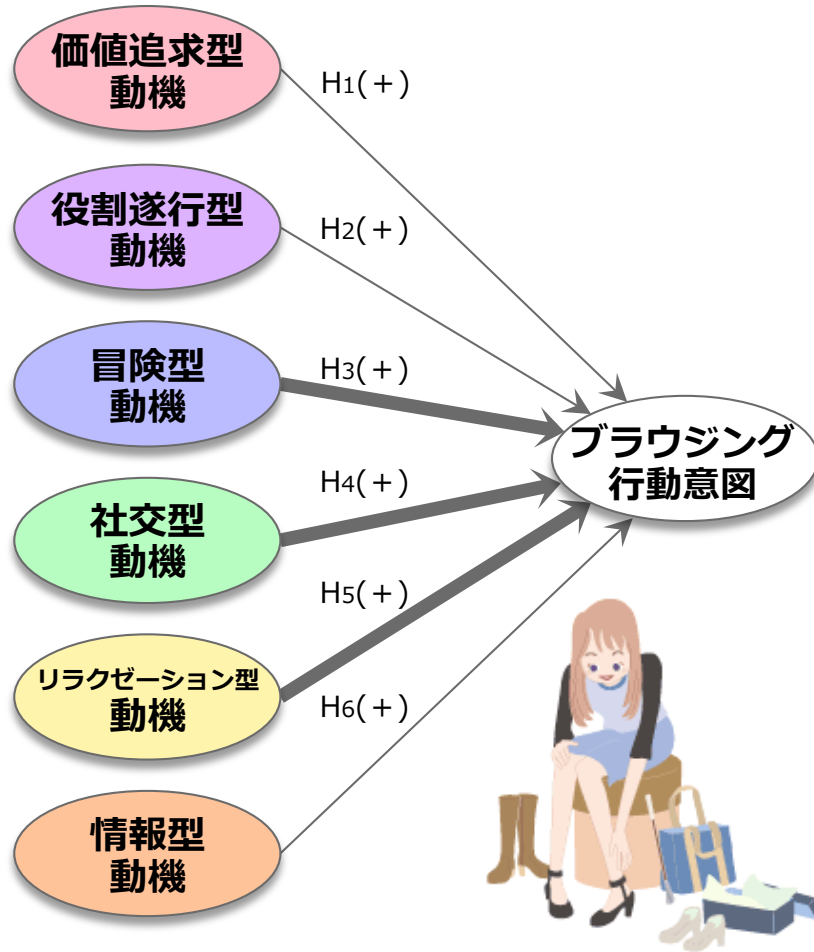 価値追求型
動機
H1(+)
役割遂行型
動機
H2(+)
冒険型
動機
H3(+)
ブラウジング
行動意図
社交型
動機
H4(+)
リラクゼーション型
動機
H5(+)
H6(+)
情報型
動機